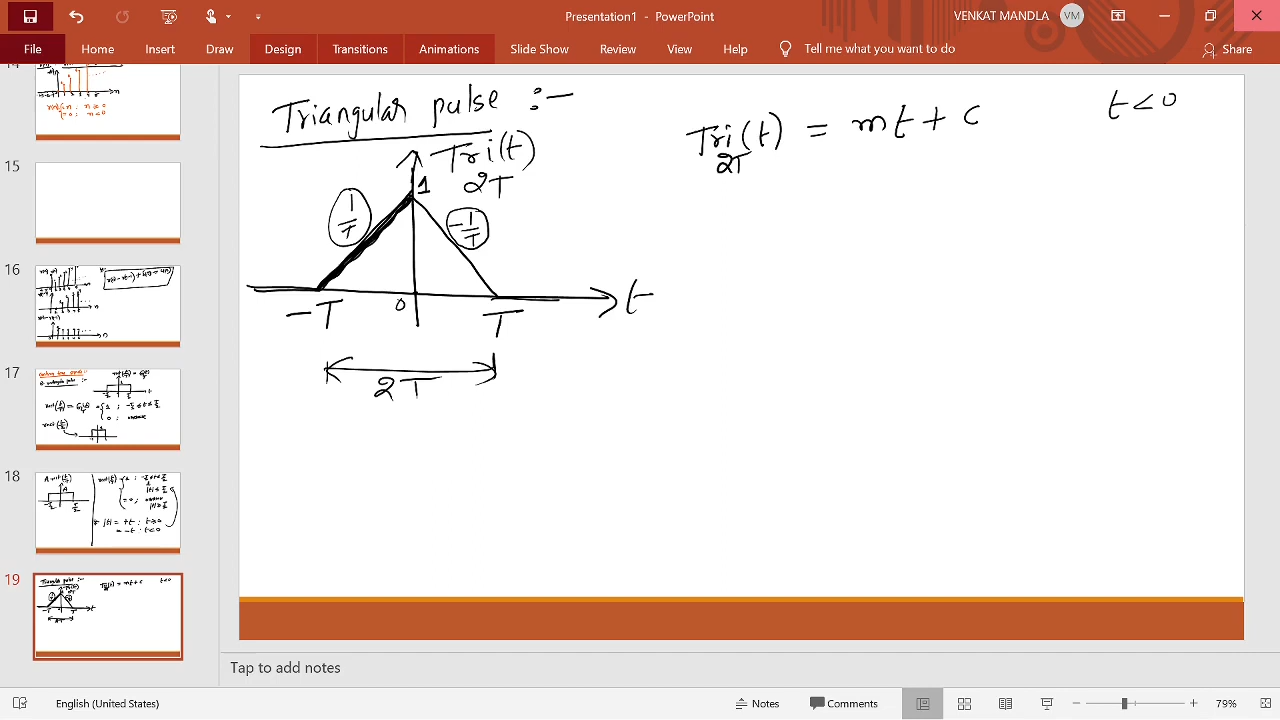 Presentation1 - PowerPoint
VENKAT MANDLA
VM
File Home Insert Draw Design Transitions Animations Slide Show Review View Help Tell me what you want to do Share
14
15
16
17
18
19
Triangular pulse :-
Tri(t)
2T
1
1/T
-1/T
-T
0
T
t
2T
Tri(t) = mt + c
2T
t<0
Tap to add notes
English (United States)
Notes
Comments
79%